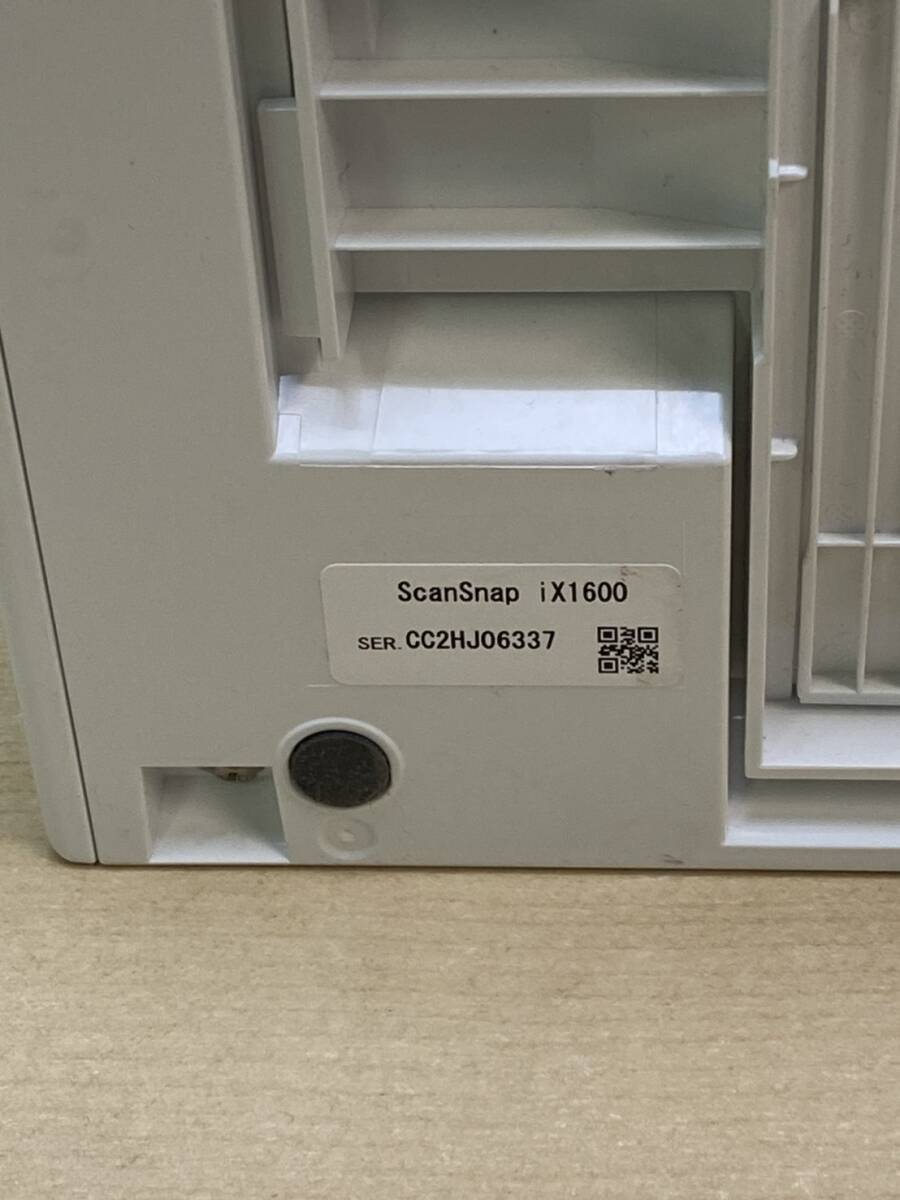 ScanSnap iX1600
SER. CC2HJ06337